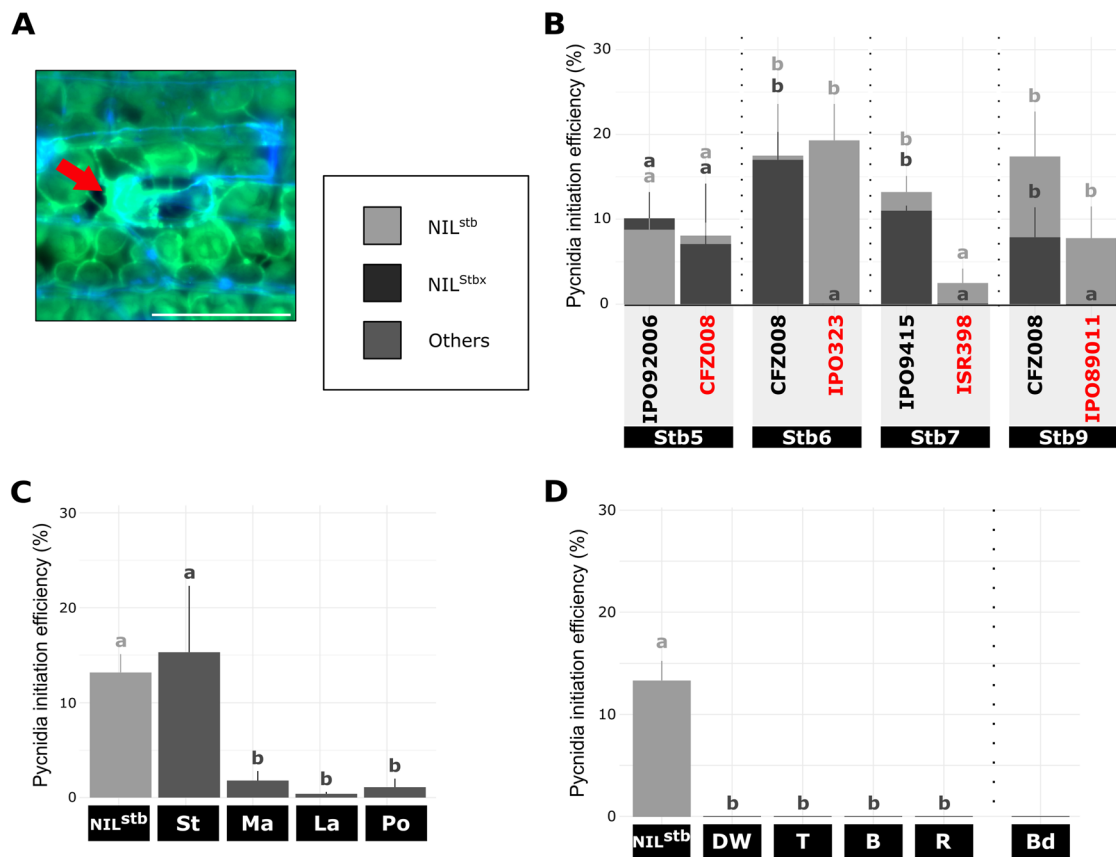 A
NIL^stb
NIL^Stbx
Others
B
Pycnidia initiation efficiency (%)
30
20
10
0
a
a
a
a
b
b
b
a
b
b
a
a
b
b
b
a
IPO92006
CFZ008
CFZ008
IPO323
IPO9415
ISR398
CFZ008
IPO89011
Stb5
Stb6
Stb7
Stb9
C
Pycnidia initiation efficiency (%)
30
20
10
0
a
a
b
b
b
NIL^stb
St
Ma
La
Po
D
Pycnidia initiation efficiency (%)
30
20
10
0
a
b
b
b
b
NIL^stb
DW
T
B
R
Bd